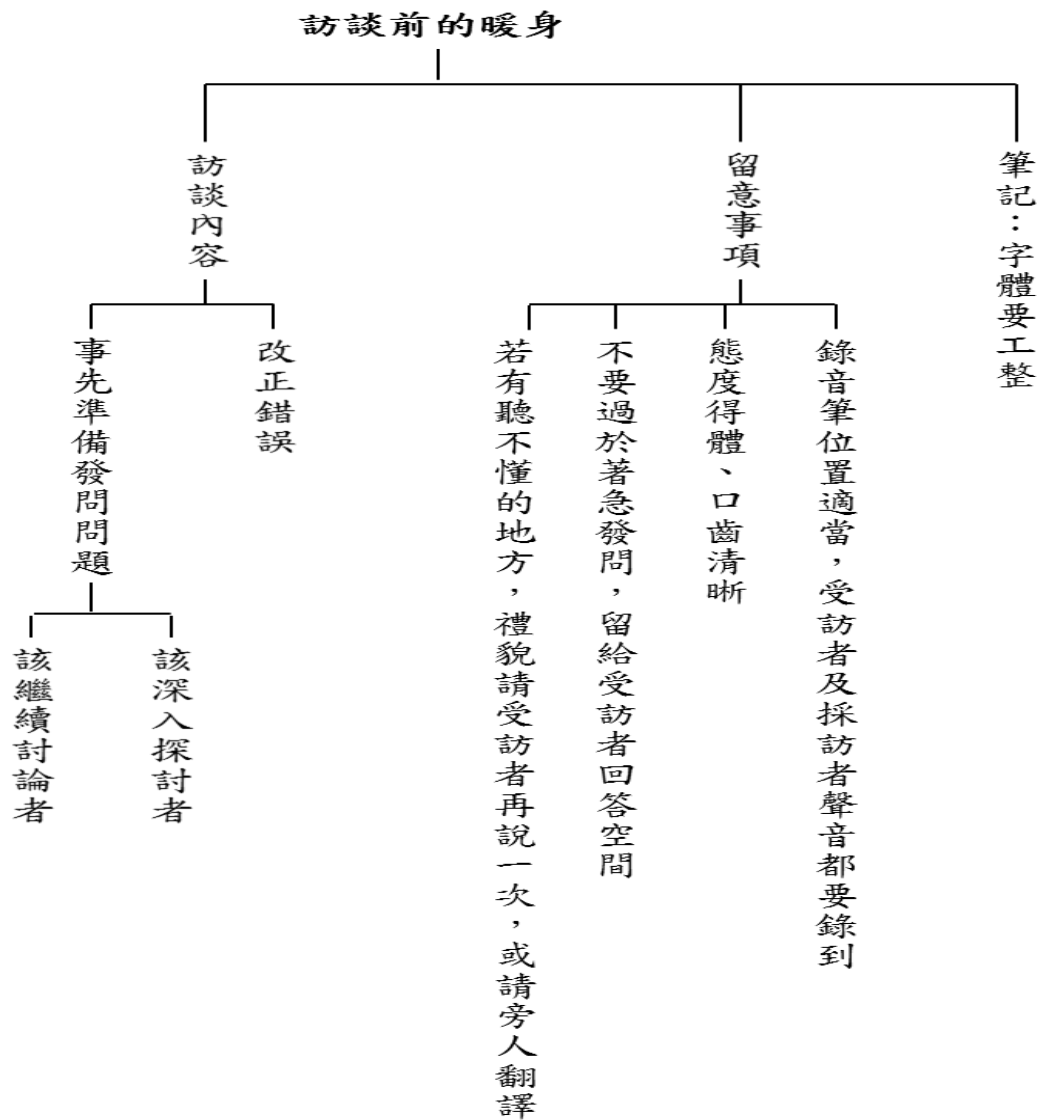 訪談前的暖身
筆記：字體要工整
留意事項
錄音筆位置適當，受訪者及採訪者聲音都要錄到
態度得體、口齒清晰
不要過於著急發問，留給受訪者回答空間
若有聽不懂的地方，禮貌請受訪者再說一次，或請旁人翻譯
訪談內容
改正錯誤
事先準備發問問題
該深入探討者
該繼續討論者